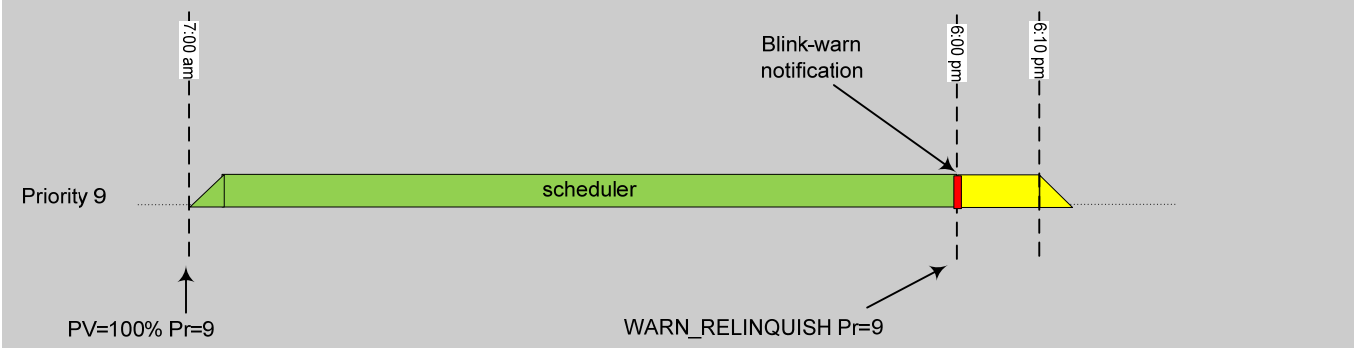 7:00 am
6:00 pm
6:10 pm
Blink-warn
notification
scheduler
Priority 9
PV=100% Pr=9
WARN_RELINQUISH Pr=9